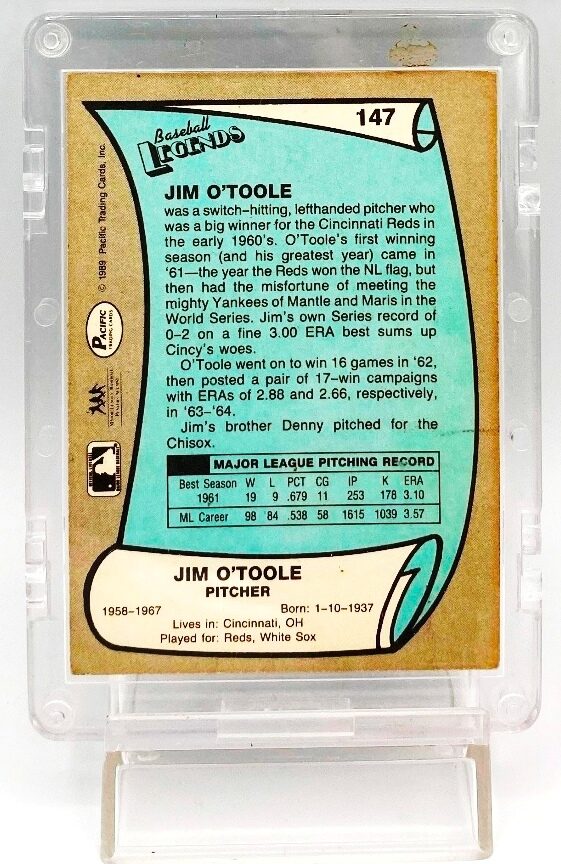 147
Baseball
LEGENDS
JIM O'TOOLE
was a switch-hitting, lefthanded pitcher who
was a big winner for the Cincinnati Reds in
the early 1960's. O'Toole's first winning
season (and his greatest year) came in
'61—the year the Reds won the NL flag, but
then had the misfortune of meeting the
mighty Yankees of Mantle and Maris in the
World Series. Jim's own Series record of
0-2 on a fine 3.00 ERA best sums up
Cincy's woes.
O'Toole went on to win 16 games in '62,
then posted a pair of 17-win campaigns
with ERAs of 2.88 and 2.66, respectively,
in '63-'64.
Jim's brother Denny pitched for the
Chisox.
MAJOR LEAGUE PITCHING RECORD
Best Season W L PCT CG IP K ERA
1961 19 9 .679 11 253 178 3.10
ML Career 98 84 .538 58 1615 1039 3.57
JIM O'TOOLE
PITCHER
1958-1967 Born: 1-10-1937
Lives in: Cincinnati, OH
Played for: Reds, White Sox
© 1989 Pacific Trading Cards, Inc.
PACIFIC
TRADING CARDS